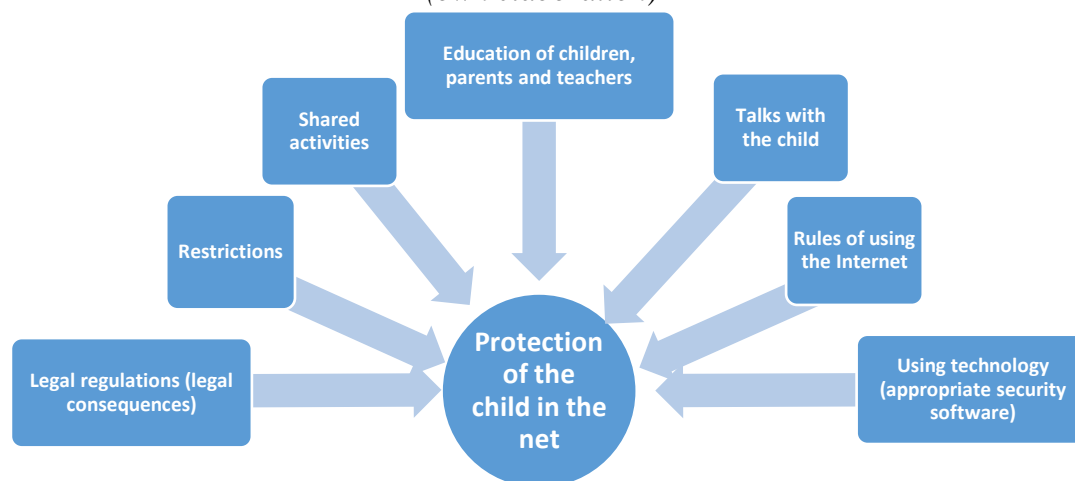 Education of children,
parents and teachers
Shared
activities
Talks with
the child
Restrictions
Rules of using
the Internet
Legal regulations (legal
consequences)
Protection
of the
child in the
net
Using technology
(appropriate security
software)